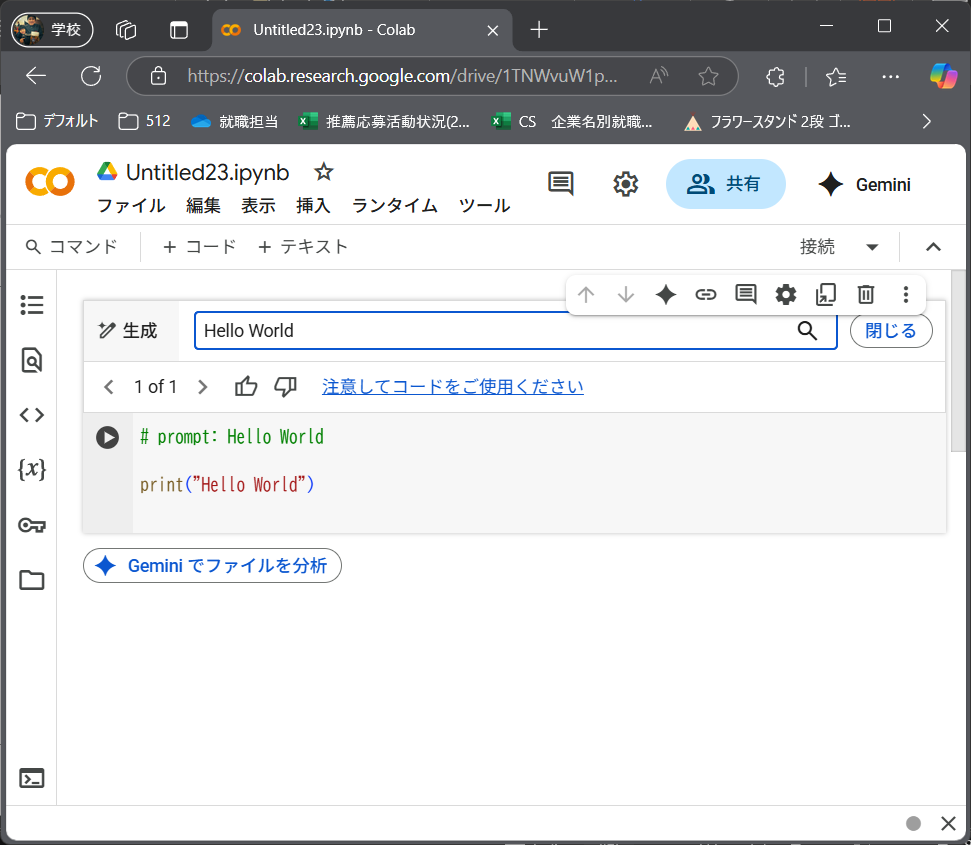 学校
Untitled23.ipynb - Colab
https://colab.research.google.com/drive/1TNWvuW1p...
デフォルト
512
就職担当
推薦応募活動状況(2...
CS 企業名別就職...
フラワースタンド 2段 ゴ...
Untitled23.ipynb
ファイル 編集 表示 挿入 ランタイム ツール
共有
Gemini
コマンド + コード + テキスト
接続
生成
Hello World
閉じる
1 of 1
注意してコードをご使用ください
# prompt: Hello World
print("Hello World")
Gemini でファイルを分析